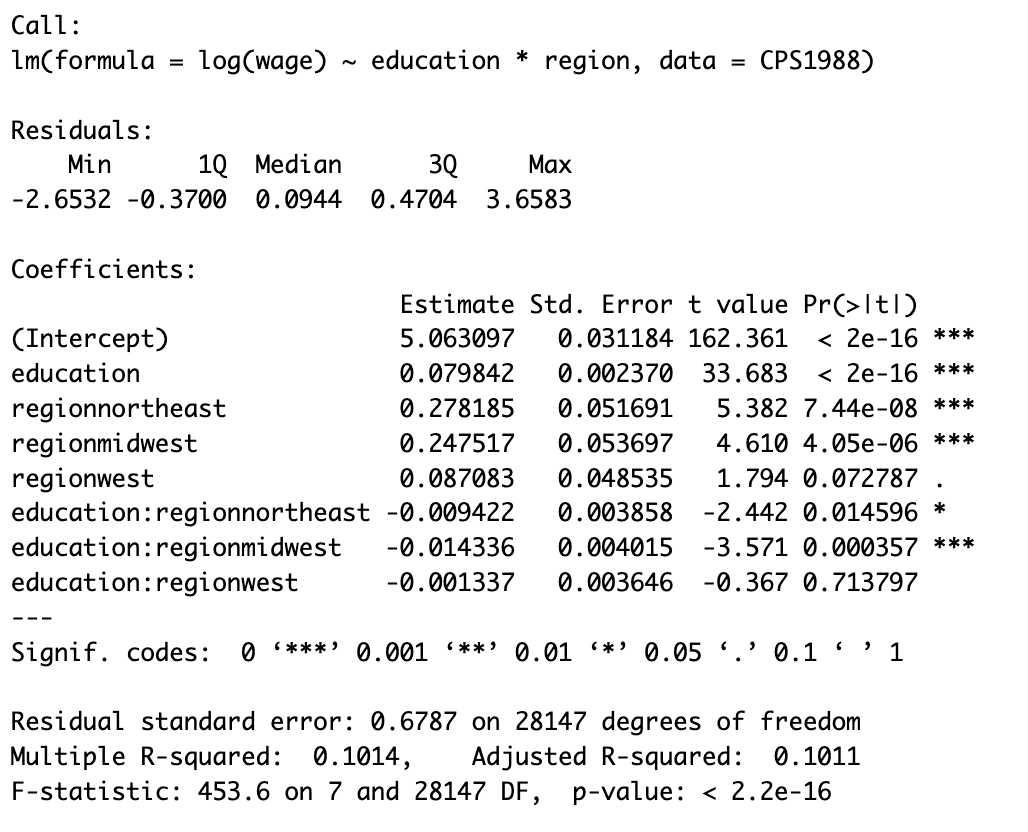 Call:
lm(formula = log(wage) ~ education * region, data = CPS1988)
Residuals:
    Min      1Q  Median      3Q     Max
-2.6532 -0.3700  0.0944  0.4704  3.6583
Coefficients:
                           Estimate Std. Error t value Pr(>|t|)
(Intercept)                5.063097   0.031184 162.361  < 2e-16 ***
education                  0.079842   0.002370  33.683  < 2e-16 ***
regionnortheast            0.278185   0.051691   5.382 7.44e-08 ***
regionmidwest              0.247517   0.053697   4.610 4.05e-06 ***
regionwest                 0.087083   0.048535   1.794 0.072787 .
education:regionnortheast -0.009422   0.003858  -2.442 0.014596 *
education:regionmidwest   -0.014336   0.004015  -3.571 0.000357 ***
education:regionwest      -0.001337   0.003646  -0.367 0.713797
---
Signif. codes:  0 ‘***’ 0.001 ‘**’ 0.01 ‘*’ 0.05 ‘.’ 0.1 ‘ ’ 1
Residual standard error: 0.6787 on 28147 degrees of freedom
Multiple R-squared:  0.1014,	Adjusted R-squared:  0.1011
F-statistic: 453.6 on 7 and 28147 DF,  p-value: < 2.2e-16